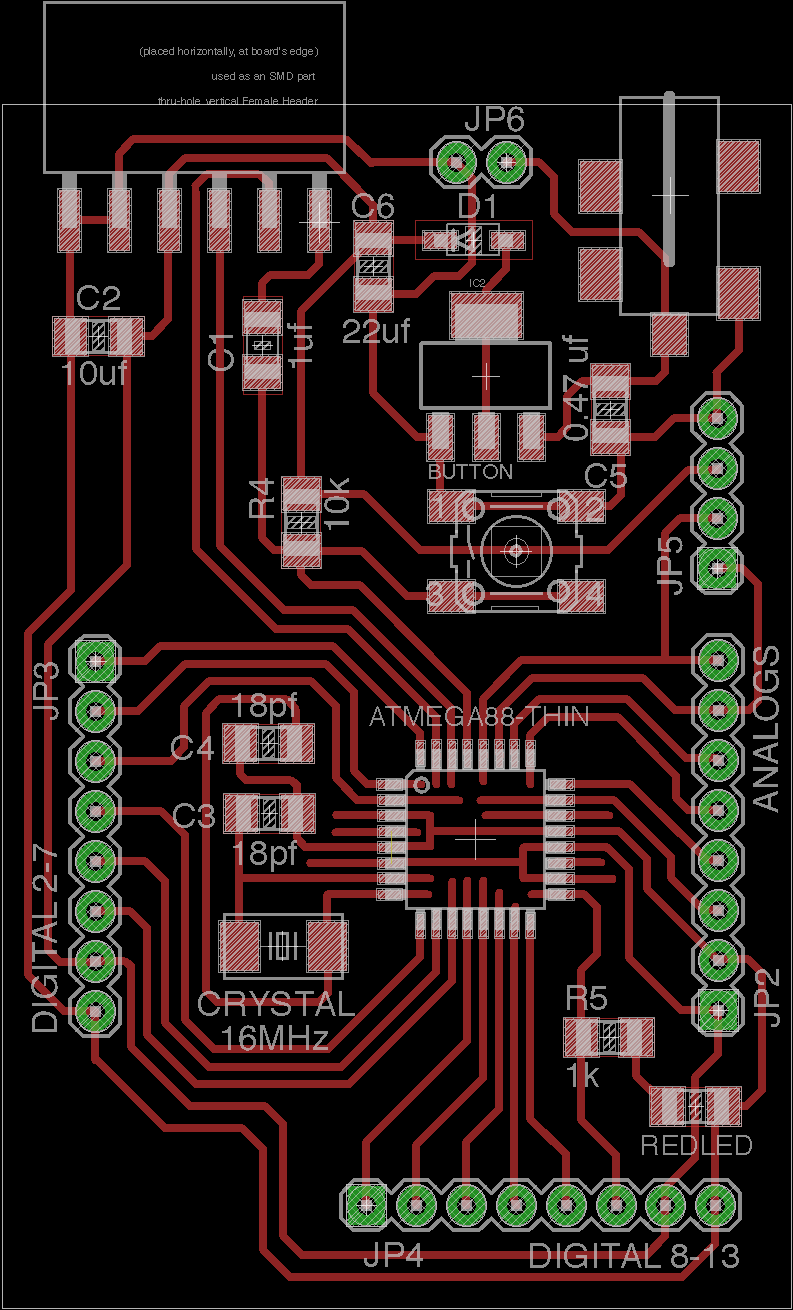 (placed horizontally, at board's edge)
used as an SMD part
thru-hole vertical Female Header
JP6
C6
D1
IC2
C2
10uf
C1
1uf
22uf
0.47 uf
C5
BUTTON
R4
10k
1
2
3
4
JP5
JP3
18pf
ATMEGA88-THIN
C4
C3
18pf
ANALOGS
DIGITAL 2-7
CRYSTAL
16MHz
R5
1k
JP2
REDLED
JP4
DIGITAL 8-13